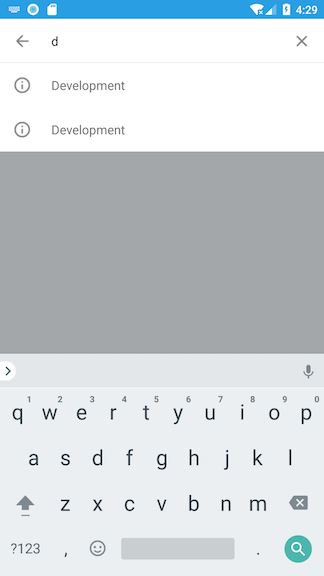 4:29
d
Development
Development
1 2 3 4 5 6 7 8 9 0
q w e r t y u i o p
a s d f g h j k l
z x c v b n m
?123 , .